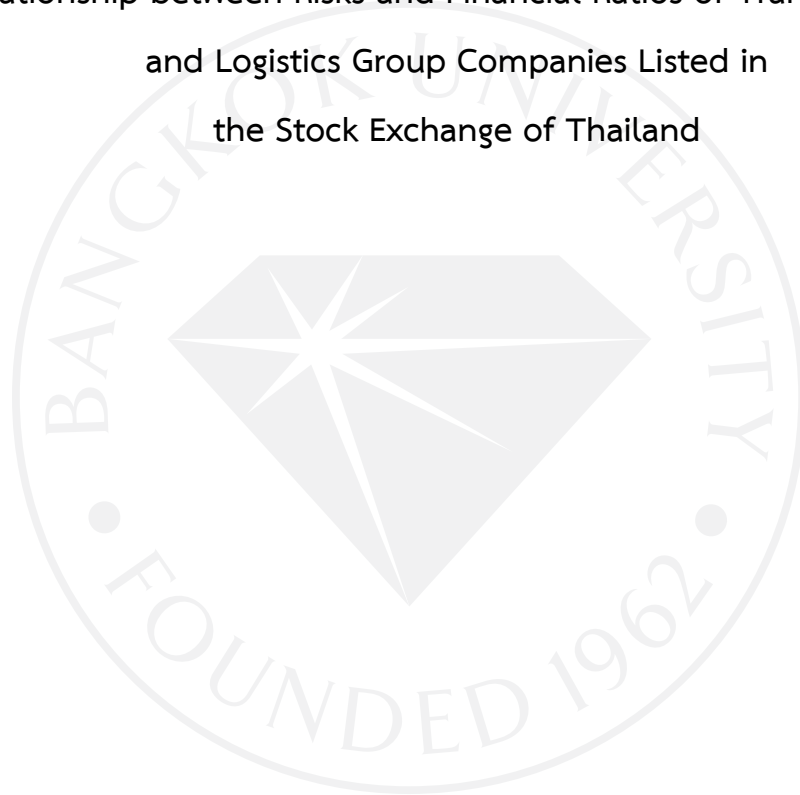 between Risks and Financial Ratios of
and Logistics Group Companies Listed in
the Stock Exchange of Thailand
BANGKOK UNIVERSITY
FOUNDED 1962